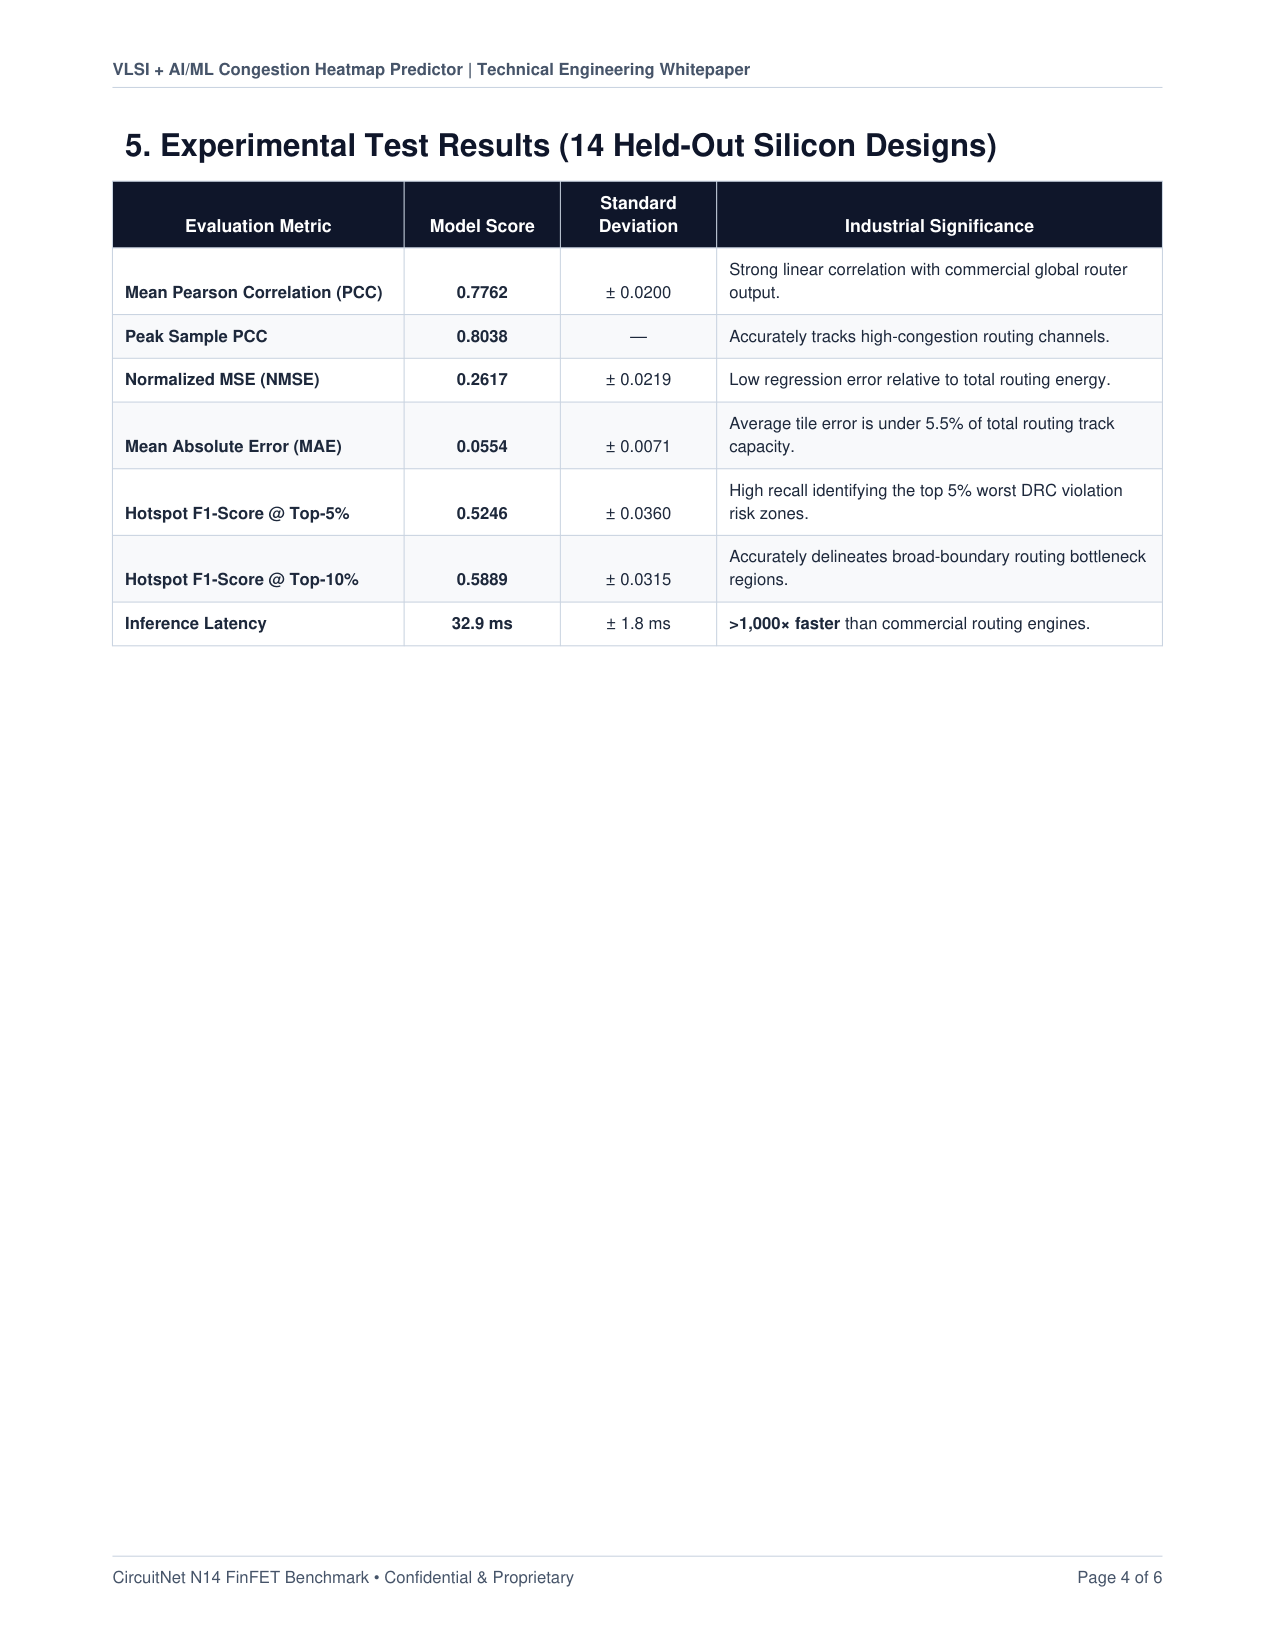 VLSI + AI/ML Congestion Heatmap Predictor | Technical Engineering Whitepaper
5. Experimental Test Results (14 Held-Out Silicon Designs)
Evaluation Metric Model Score Standard Deviation Industrial Significance
Mean Pearson Correlation (PCC) 0.7762 ± 0.0200 Strong linear correlation with commercial global router
output.
Peak Sample PCC 0.8038 — Accurately tracks high-congestion routing channels.
Normalized MSE (NMSE) 0.2617 ± 0.0219 Low regression error relative to total routing energy.
Mean Absolute Error (MAE) 0.0554 ± 0.0071 Average tile error is under 5.5% of total routing track
capacity.
Hotspot F1-Score @ Top-5% 0.5246 ± 0.0360 High recall identifying the top 5% worst DRC violation
risk zones.
Hotspot F1-Score @ Top-10% 0.5889 ± 0.0315 Accurately delineates broad-boundary routing bottleneck
regions.
Inference Latency 32.9 ms ± 1.8 ms >1,000× faster than commercial routing engines.
CircuitNet N14 FinFET Benchmark • Confidential & Proprietary Page 4 of 6